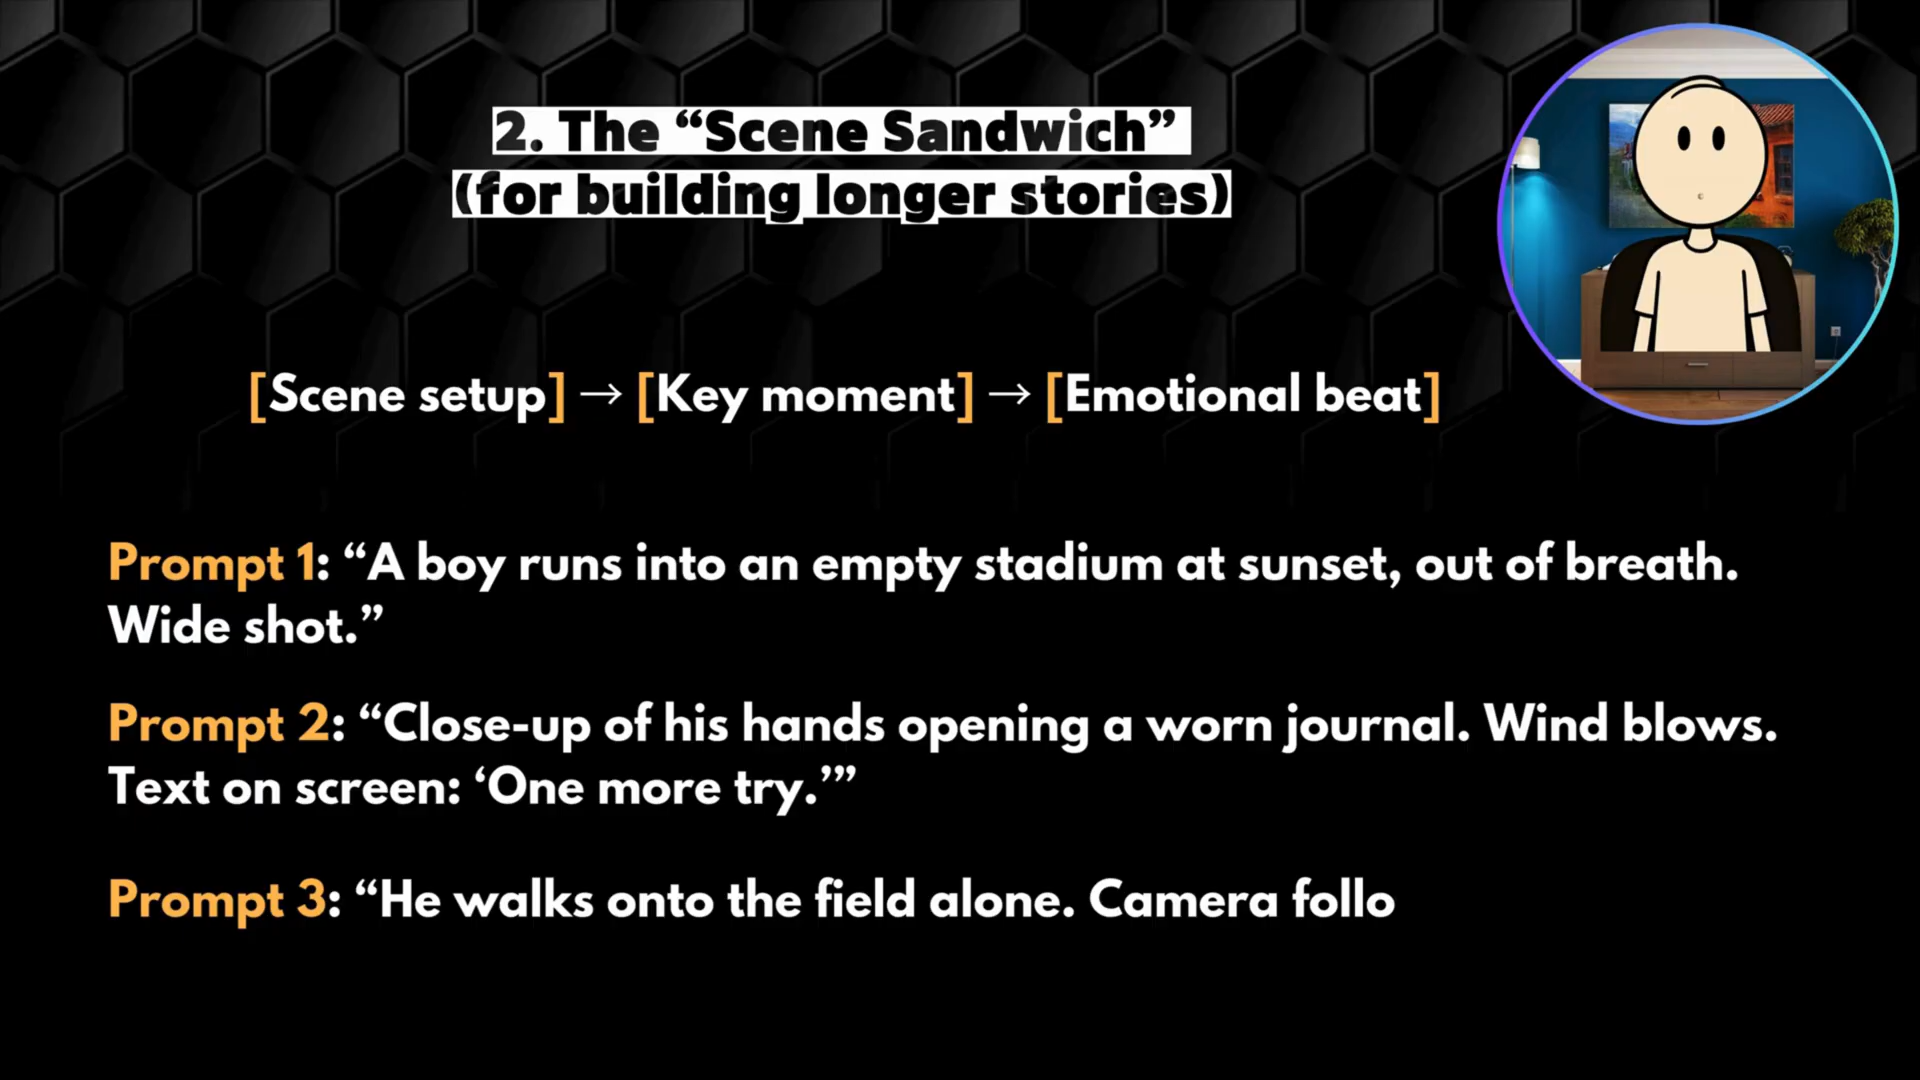 2. The “Scene Sandwich”
(for building longer stories)
[Scene setup] → [Key moment] → [Emotional beat]
Prompt 1: “A boy runs into an empty stadium at sunset, out of breath.
Wide shot.”
Prompt 2: “Close-up of his hands opening a worn journal. Wind blows.
Text on screen: ‘One more try.’”
Prompt 3: “He walks onto the field alone. Camera follo